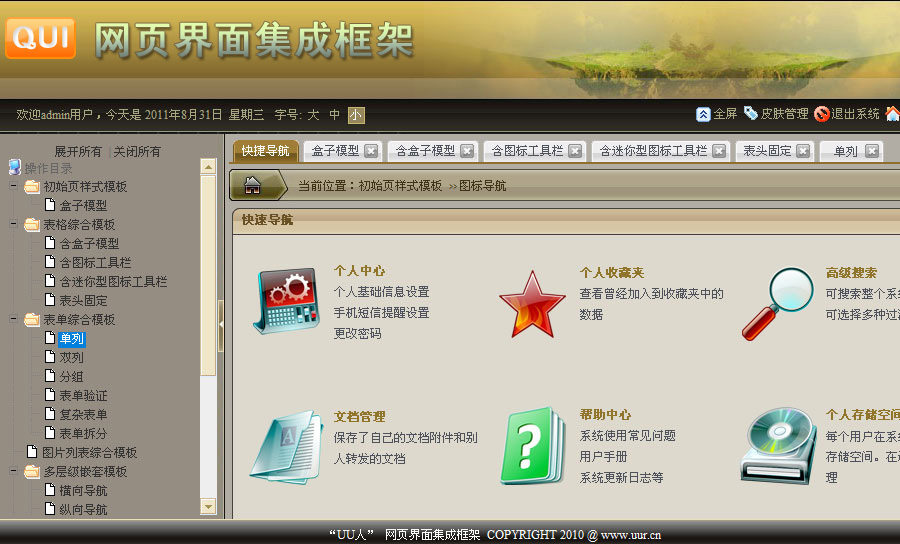 QUI 网页界面集成框架
欢迎admin用户，今天是 2011年8月31日 星期三 字号: 大 中 小
全屏 皮肤管理 退出系统
展开所有 | 关闭所有
操作目录
初始页样式模板
盒子模型
表格综合模板
含盒子模型
含图标工具栏
含迷你型图标工具栏
表头固定
表单综合模板
单列
双列
分组
表单验证
复杂表单
表单拆分
图片列表综合模板
多层级嵌套模板
横向导航
纵向导航
快捷导航 盒子模型 含盒子模型 含图标工具栏 含迷你型图标工具栏 表头固定 单列
当前位置：初始页样式模板 >> 图标导航
快速导航
个人中心
个人基础信息设置
手机短信提醒设置
更改密码
个人收藏夹
查看曾经加入到收藏夹中的
数据
高级搜索
可搜索整个系
可选择多种过
文档管理
保存了自己的文档附件和别
人转发的文档
帮助中心
系统使用常见问题
用户手册
系统更新日志等
个人存储空间
每个用户在系
存储空间。在
理
“UU人” 网页界面集成框架 COPYRIGHT 2010 @ www.uur.cn